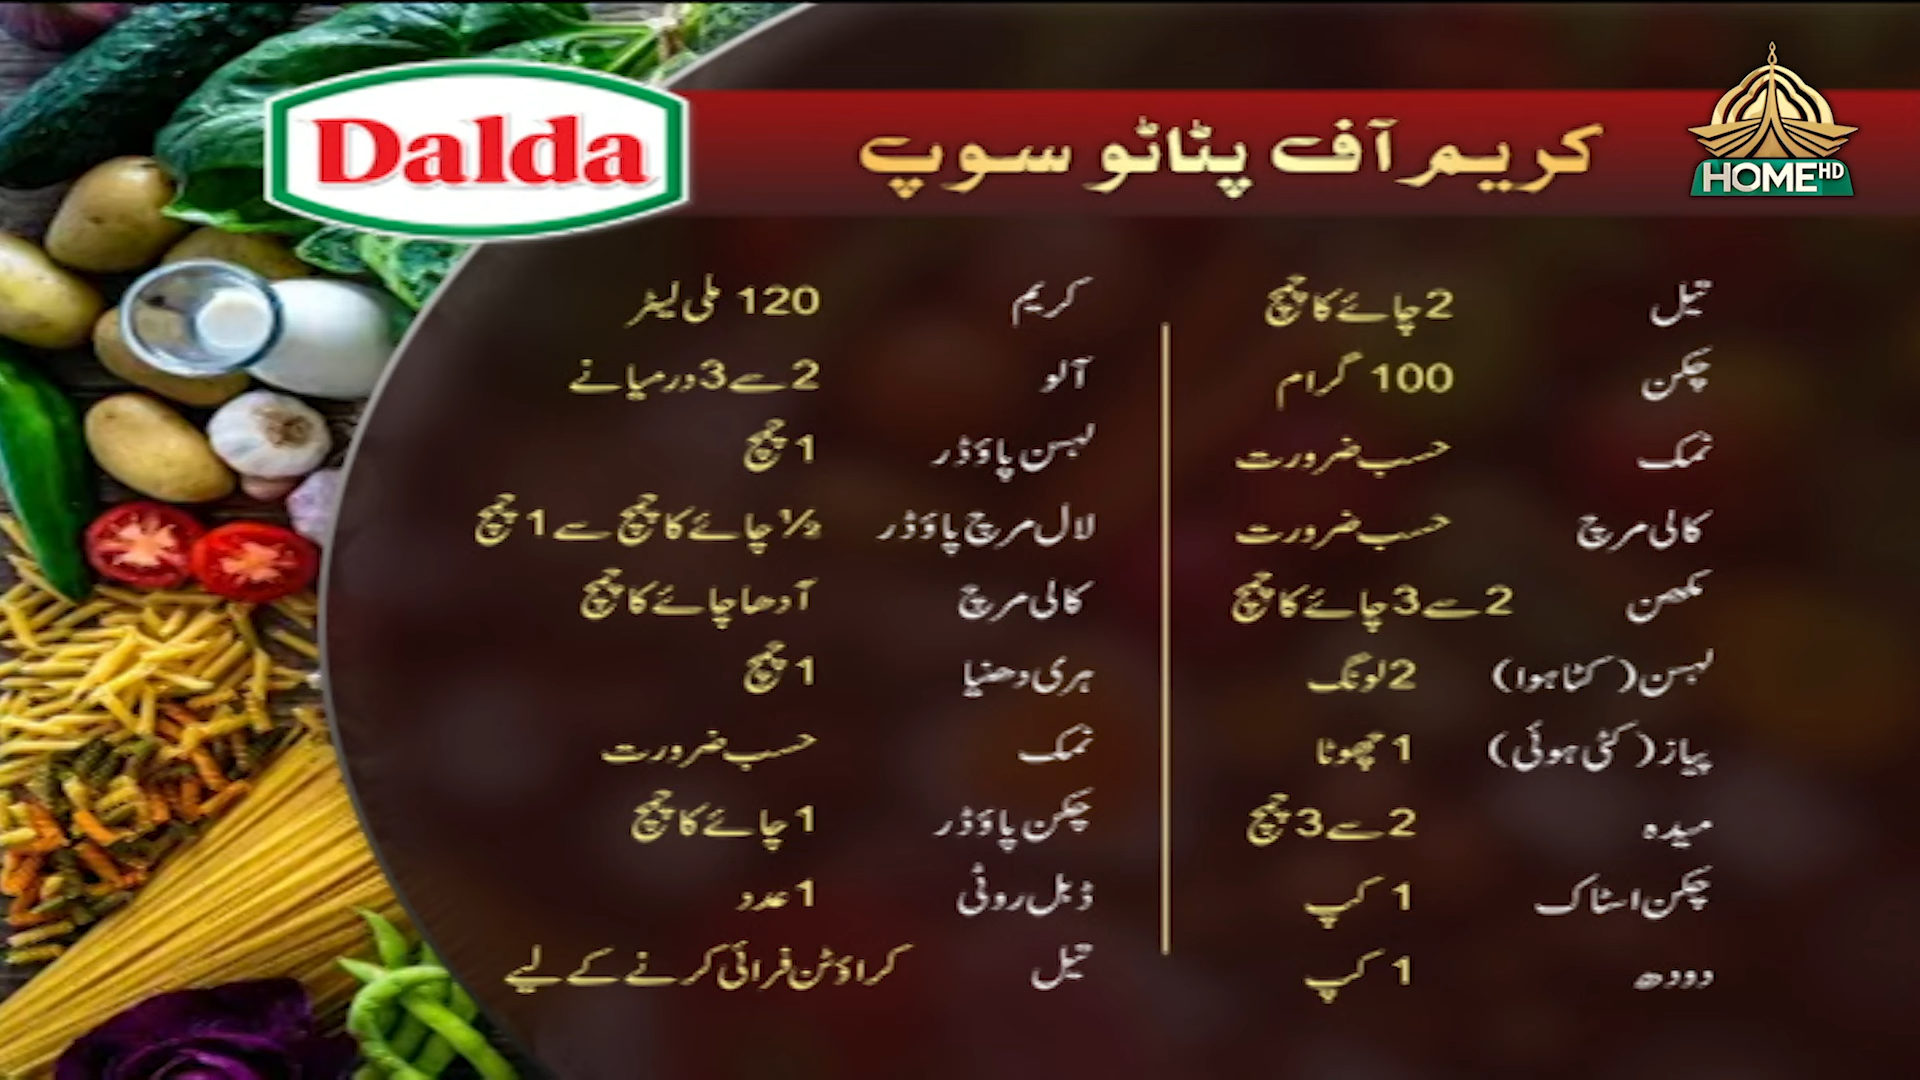 Dalda
کریم آف پٹاٹو سوپ
HOME HD
تیل 2 چائے کا چمچ
چکن 100 گرام
نمک حسب ضرورت
کالی مرچ حسب ضرورت
مکھن 2 سے 3 چائے کا چمچ
لہسن (کٹا ہوا) 2 لونگ
پیاز (کٹی ہوئی) 1 چھوٹا
میدہ 2 سے 3 چمچ
چکن اسٹاک 1 کپ
دودھ 1 کپ
کریم 120 ملی لیٹر
آلو 2 سے 3 درمیانے
لہسن پاؤڈر 1 چمچ
لال مرچ پاؤڈر ½ چائے کا چمچ سے 1 چمچ
کالی مرچ آدھا چائے کا چمچ
ہری دھنیا 1 چمچ
نمک حسب ضرورت
چکن پاؤڈر 1 چائے کا چمچ
ڈبل روٹی 1 عدد
تیل کراؤٹن فرائی کرنے کے لیے